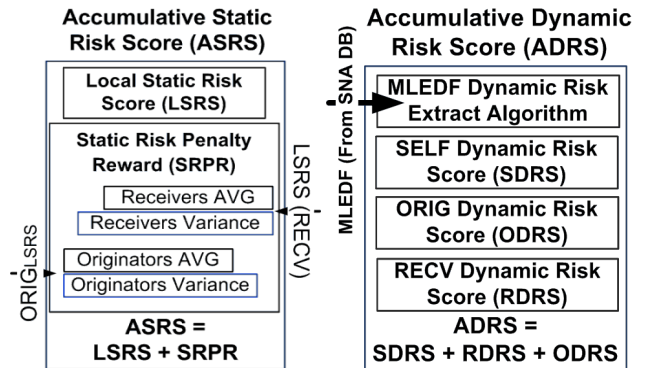 Accumulative Static
Risk Score (ASRS)
Local Static Risk
Score (LSRS)
Static Risk Penalty
Reward (SRPR)
Receivers AVG
Receivers Variance
Originators AVG
Originators Variance
ASRS =
LSRS + SRPR
ORIGLSRS
LSRS (RECV)
MLEDF (From SNA DB)
Accumulative Dynamic
Risk Score (ADRS)
MLEDF Dynamic Risk
Extract Algorithm
SELF Dynamic Risk
Score (SDRS)
ORIG Dynamic Risk
Score (ODRS)
RECV Dynamic Risk
Score (RDRS)
ADRS =
SDRS + RDRS + ODRS